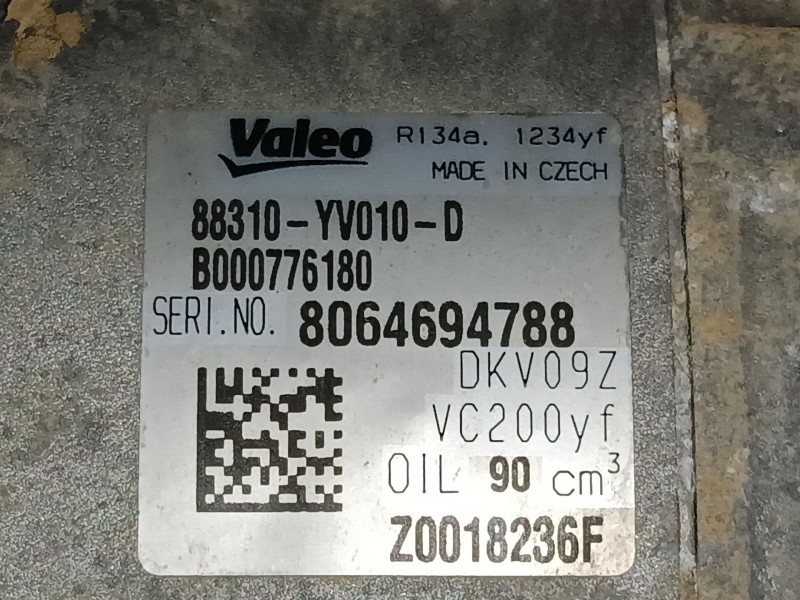 Valeo R134a. 1234yf
MADE IN CZECH
88310-YV010-D
B000776180
SERI.NO. 8064694788
DKV09Z
VC200yf
OIL 90 cm³
Z0018236F